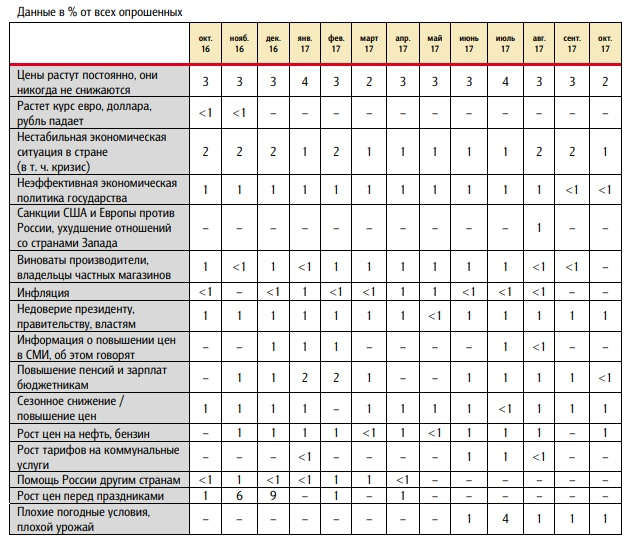 Данные в % от всех опрошенных
окт. 16 нояб. 16 дек. 16 янв. 17 фев. 17 март 17 апр. 17 май 17 июнь 17 июль 17 авг. 17 сент. 17 окт. 17
Цены растут постоянно, они
никогда не снижаются 3 3 3 4 3 2 3 3 3 4 3 3 2
Растет курс евро, доллара,
рубль падает <1 <1 – – – – – – – – – – –
Нестабильная экономическая
ситуация в стране
(в т. ч. кризис) 2 2 2 1 2 1 1 1 1 1 2 2 1
Неэффективная экономическая
политика государства 1 1 1 1 1 1 1 1 1 1 1 <1 <1
Санкции США и Европы против
России, ухудшение отношений
со странами Запада – – – – – – – – – – 1 – –
Виноваты производители,
владельцы частных магазинов 1 <1 1 <1 1 1 1 1 1 1 <1 <1 –
Инфляция <1 – <1 1 <1 <1 1 1 <1 <1 <1 – –
Недоверие президенту,
правительству, властям 1 1 1 1 1 1 1 <1 1 1 1 1 1
Информация о повышении цен
в СМИ, об этом говорят – – 1 1 1 – – – – 1 <1 – –
Повышение пенсий и зарплат
бюджетникам – 1 1 2 2 1 – – 1 1 1 1 <1
Сезонное снижение /
повышение цен 1 1 1 1 – 1 1 1 1 <1 1 1 1
Рост цен на нефть, бензин – 1 1 1 1 <1 1 <1 1 1 1 – 1
Рост тарифов на коммунальные
услуги – – – <1 – – – – 1 1 <1 – –
Помощь России другим странам <1 1 <1 <1 1 1 <1 – – – – – –
Рост цен перед праздниками 1 6 9 – 1 – 1 – – – – – –
Плохие погодные условия,
плохой урожай – – – – – – – – 1 4 1 1 1